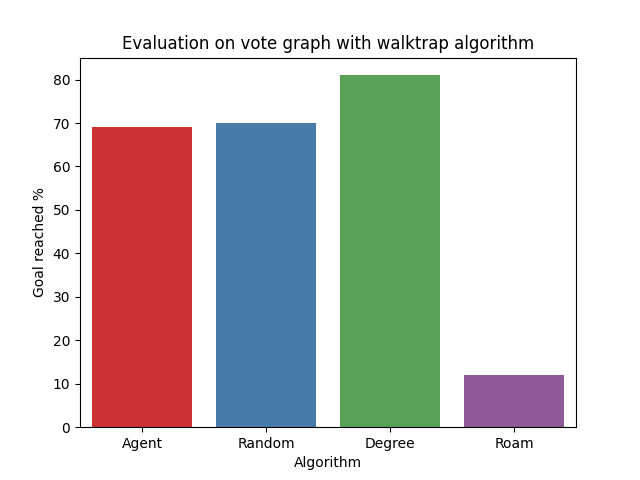 Evaluation on vote graph with walktrap algorithm
Goal reached %
80
70
60
50
40
30
20
10
0
Agent Random Degree Roam
Algorithm